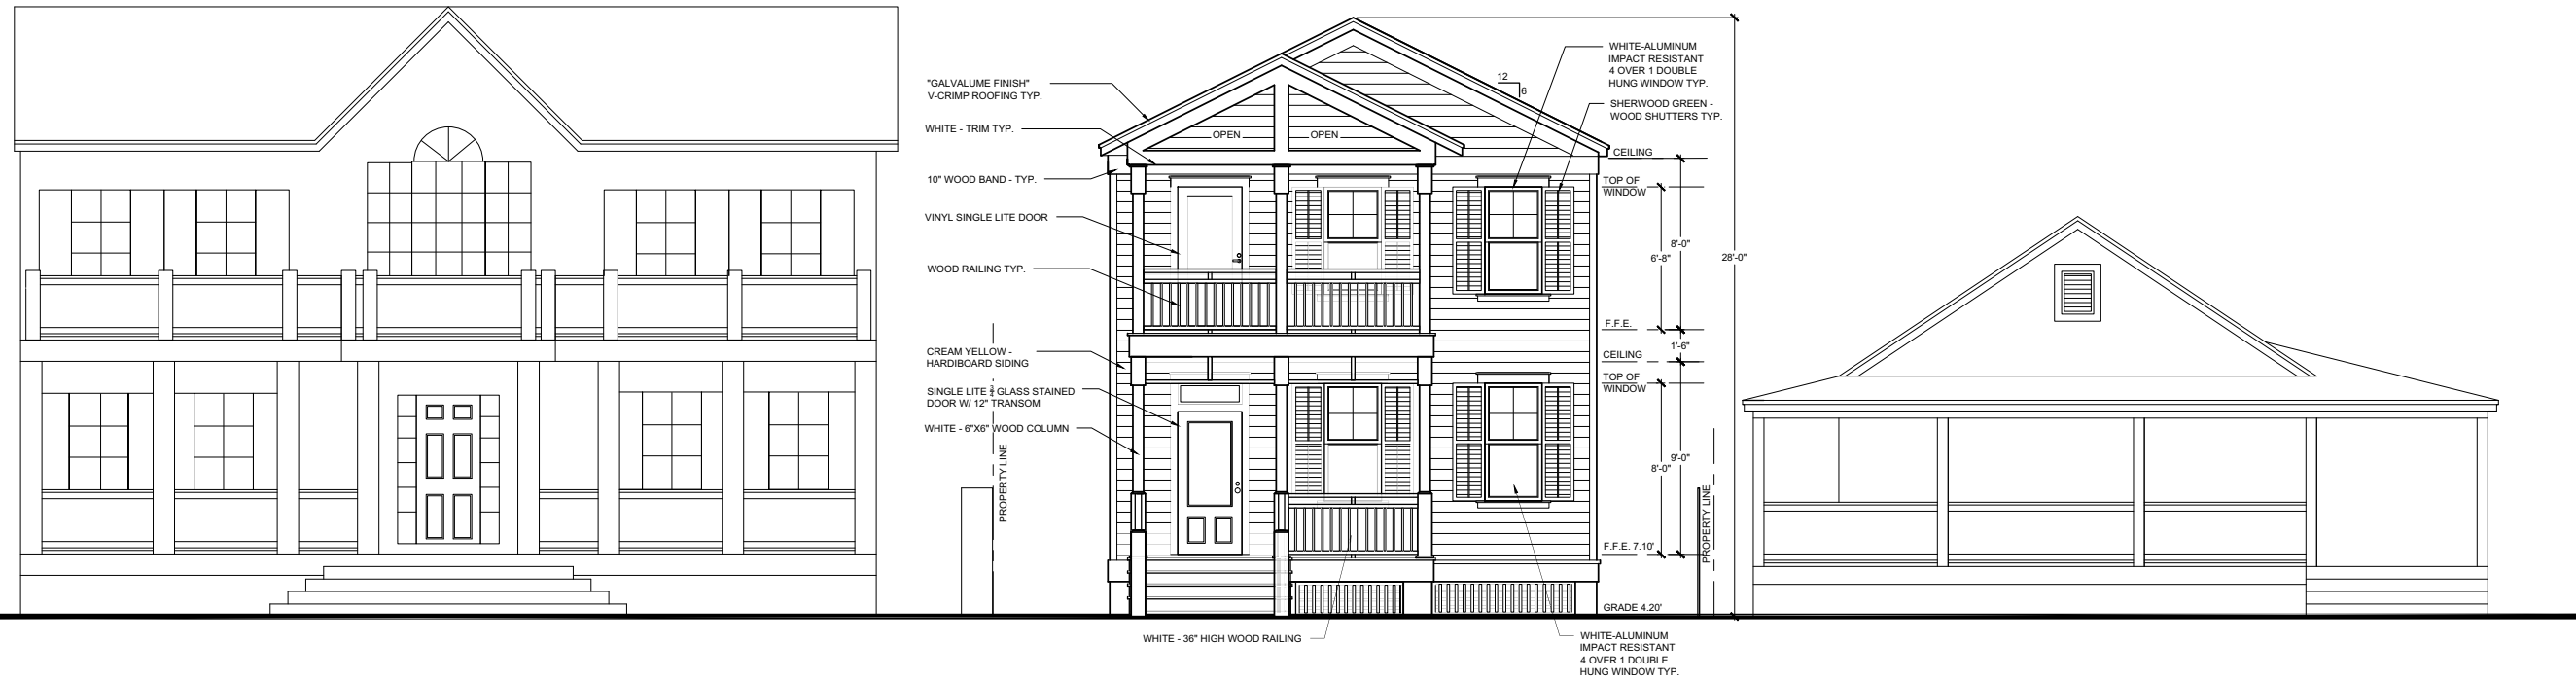 "GALVALUME FINISH"
V-CRIMP ROOFING TYP.
WHITE - TRIM TYP.
10" WOOD BAND - TYP.
VINYL SINGLE LITE DOOR
WOOD RAILING TYP.
CREAM YELLOW -
HARDIBOARD SIDING
SINGLE LITE GLASS STAINED
DOOR W/ 12" TRANSOM
WHITE - 6"X6" WOOD COLUMN
PROPERTY LINE
OPEN
OPEN
12
6
WHITE-ALUMINUM
IMPACT RESISTANT
4 OVER 1 DOUBLE
HUNG WINDOW TYP.
SHERWOOD GREEN -
WOOD SHUTTERS TYP.
CEILING
TOP OF
WINDOW
8'-0"
6'-8"
28'-0"
F.F.E.
1'-6"
CEILING
TOP OF
WINDOW
9'-0"
8'-0"
PROPERTY LINE
F.F.E. 7.10'
GRADE 4.20'
WHITE - 36" HIGH WOOD RAILING
WHITE-ALUMINUM
IMPACT RESISTANT
4 OVER 1 DOUBLE
HUNG WINDOW TYP.